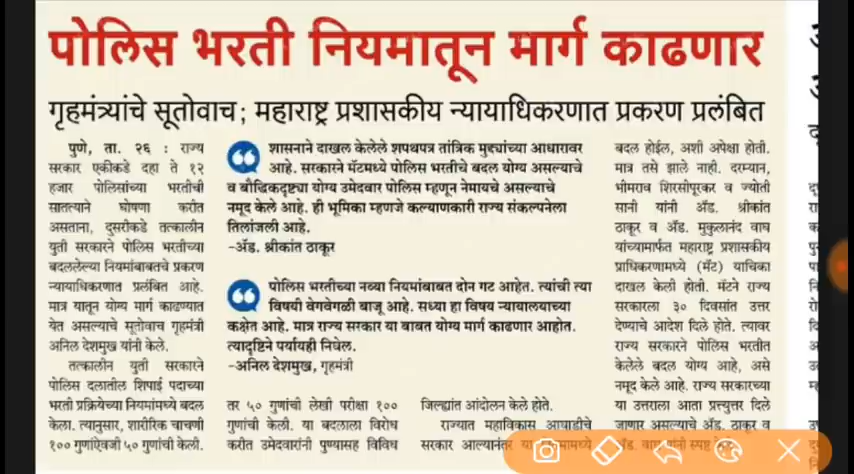 पोलिस भरती नियमातून मार्ग काढणार
गृहमंत्र्यांचे सूतोवाच; महाराष्ट्र प्रशासकीय न्यायाधिकरणात प्रकरण प्रलंबित
पुणे, ता. २६ : राज्य
सरकार एकीकडे दहा ते १२
हजार पोलिसांच्या भरतीची
सातत्याने घोषणा करीत
असताना, दुसरीकडे तत्कालीन
युती सरकारने पोलिस भरतीच्या
बदललेल्या नियमांबाबतचे प्रकरण
न्यायाधिकरणात प्रलंबित आहे.
मात्र यातून योग्य मार्ग काढण्यात
येत असल्याचे सूतोवाच गृहमंत्री
अनिल देशमुख यांनी केले.
तत्कालीन युती सरकारने
पोलिस दलातील शिपाई पदाच्या
भरती प्रक्रियेच्या नियमांमध्ये बदल
केला. त्यानुसार, शारीरिक चाचणी
१०० गुणांऐवजी ५० गुणांची केली.
शासनाने दाखल केलेले शपथपत्र तांत्रिक मुद्द्यांच्या आधारावर
आहे. सरकारने मॅटमध्ये पोलिस भरतीचे बदल योग्य असल्याचे
व बौद्धिकदृष्ट्या योग्य उमेदवार पोलिस म्हणून नेमायचे असल्याचे
नमूद केले आहे. ही भूमिका म्हणजे कल्याणकारी राज्य संकल्पनेला
तिलांजली आहे.
-ॲड. श्रीकांत ठाकूर
पोलिस भरतीच्या नव्या नियमांबाबत दोन गट आहेत. त्यांची त्या
विषयी वेगवेगळी बाजू आहे. सध्या हा विषय न्यायालयाच्या
कक्षेत आहे. मात्र राज्य सरकार या बाबत योग्य मार्ग काढणार आहोत.
त्यादृष्टिने पर्यायही निघेल.
-अनिल देशमुख, गृहमंत्री
तर ५० गुणांची लेखी परीक्षा १००
गुणांची केली. या बदलाला विरोध
करीत उमेदवारांनी पुण्यासह विविध
जिल्ह्यांत आंदोलन केले होते.
राज्यात महाविकास आघाडीचे
सरकार आल्यानंतर या
बदल होईल, अशी अपेक्षा होती.
मात्र तसे झाले नाही. दरम्यान,
भीमराव शिरसीपूरकर व ज्योती
सानी यांनी ॲड. श्रीकांत
ठाकूर व ॲड. मुकुलानंद वाघ
यांच्यामार्फत महाराष्ट्र प्रशासकीय
प्राधिकरणामध्ये (मॅट) याचिका
दाखल केली होती. मॅटने राज्य
सरकारला ३० दिवसांत उत्तर
देण्याचे आदेश दिले होते. त्यावर
राज्य सरकारने पोलिस भरतीत
केलेले बदल योग्य आहे, असे
नमूद केले आहे. राज्य सरकारच्या
या उत्तराला आता प्रत्त्युत्तर दिले
जाणार असल्याचे ॲड. ठाकूर व
ॲड. वाघ यांनी स्पष्ट केले.